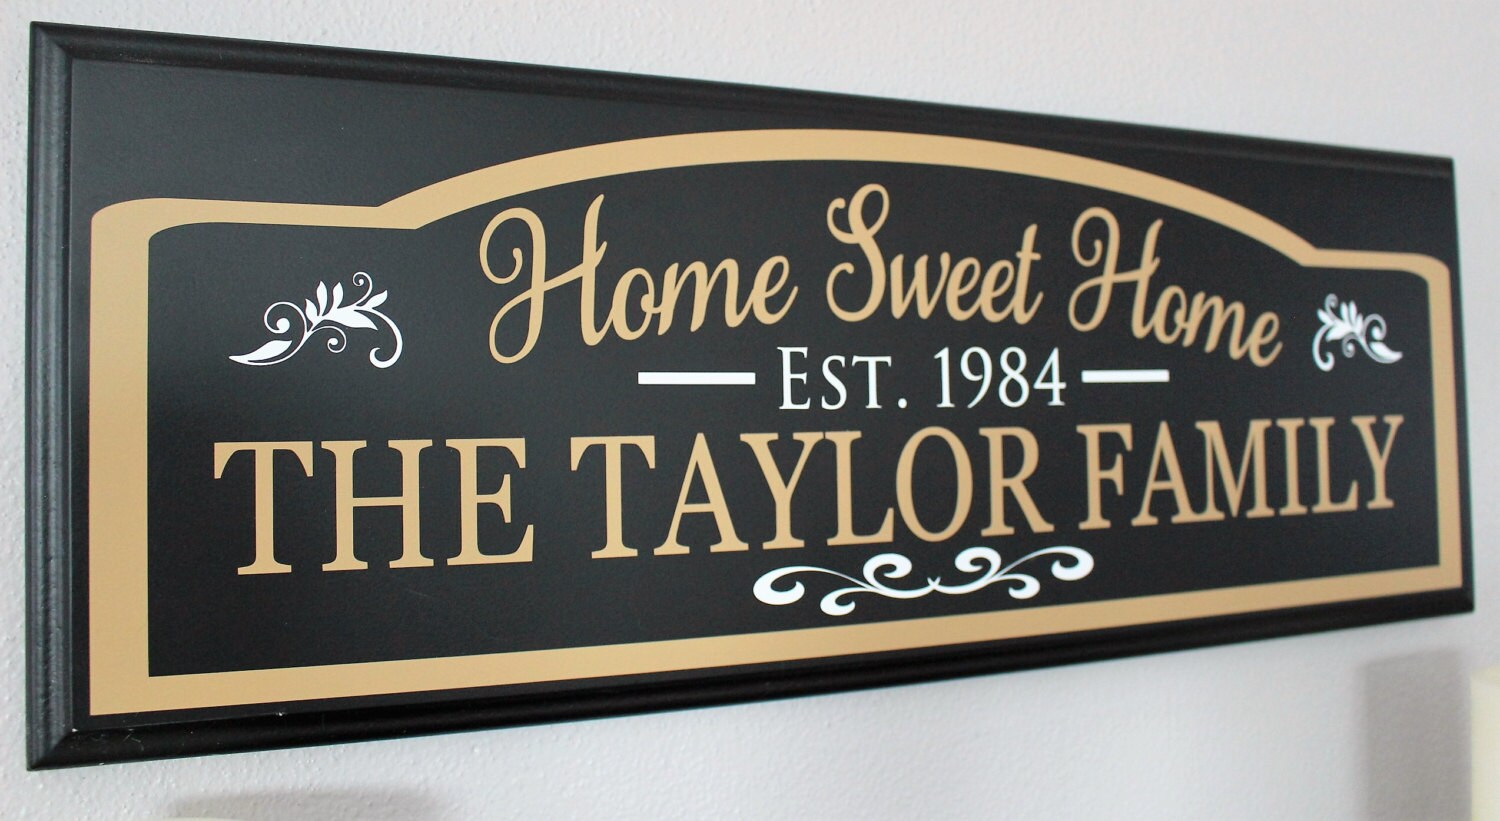 Home Sweet Home
EST. 1984
THE TAYLOR FAMILY